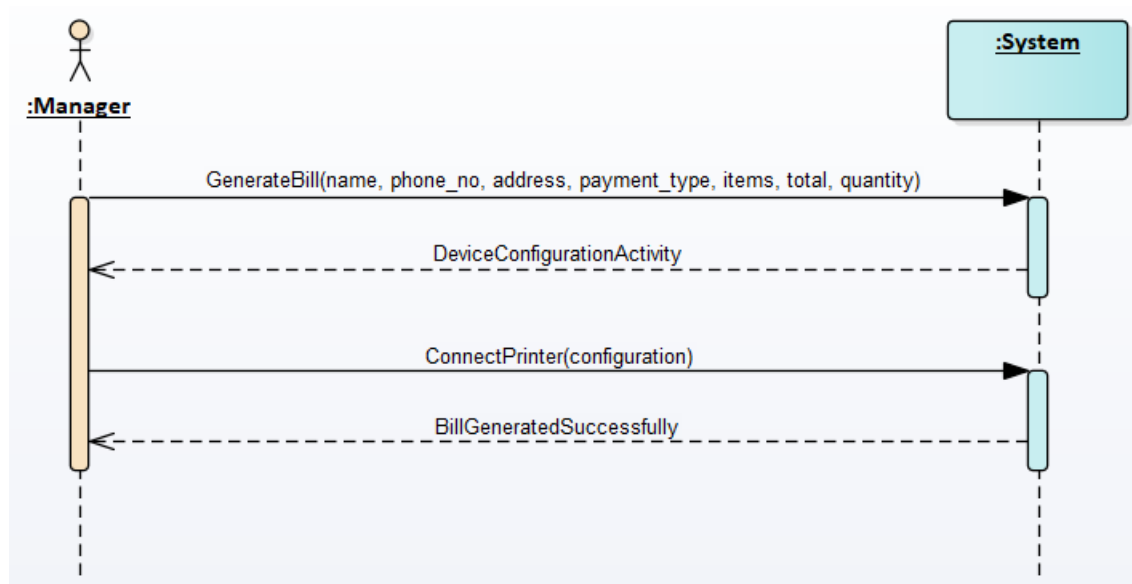 :Manager
:System
GenerateBill(name, phone_no, address, payment_type, items, total, quantity)
DeviceConfigurationActivity
ConnectPrinter(configuration)
BillGeneratedSuccessfully